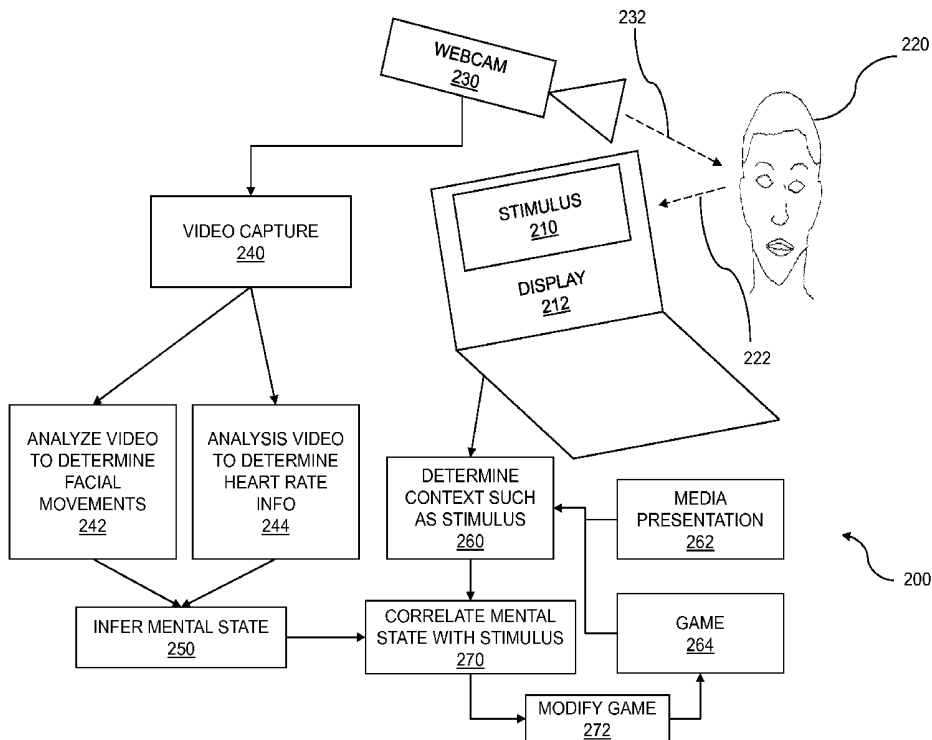 232
220
WEBCAM
230
STIMULUS
210
VIDEO CAPTURE
240
DISPLAY
212
222
ANALYZE VIDEO
TO DETERMINE
FACIAL
MOVEMENTS
242
ANALYSIS VIDEO
TO DETERMINE
HEART RATE
INFO
244
DETERMINE
CONTEXT SUCH
AS STIMULUS
260
MEDIA
PRESENTATION
262
200
INFER MENTAL STATE
250
CORRELATE MENTAL
STATE WITH STIMULUS
270
GAME
264
MODIFY GAME
272